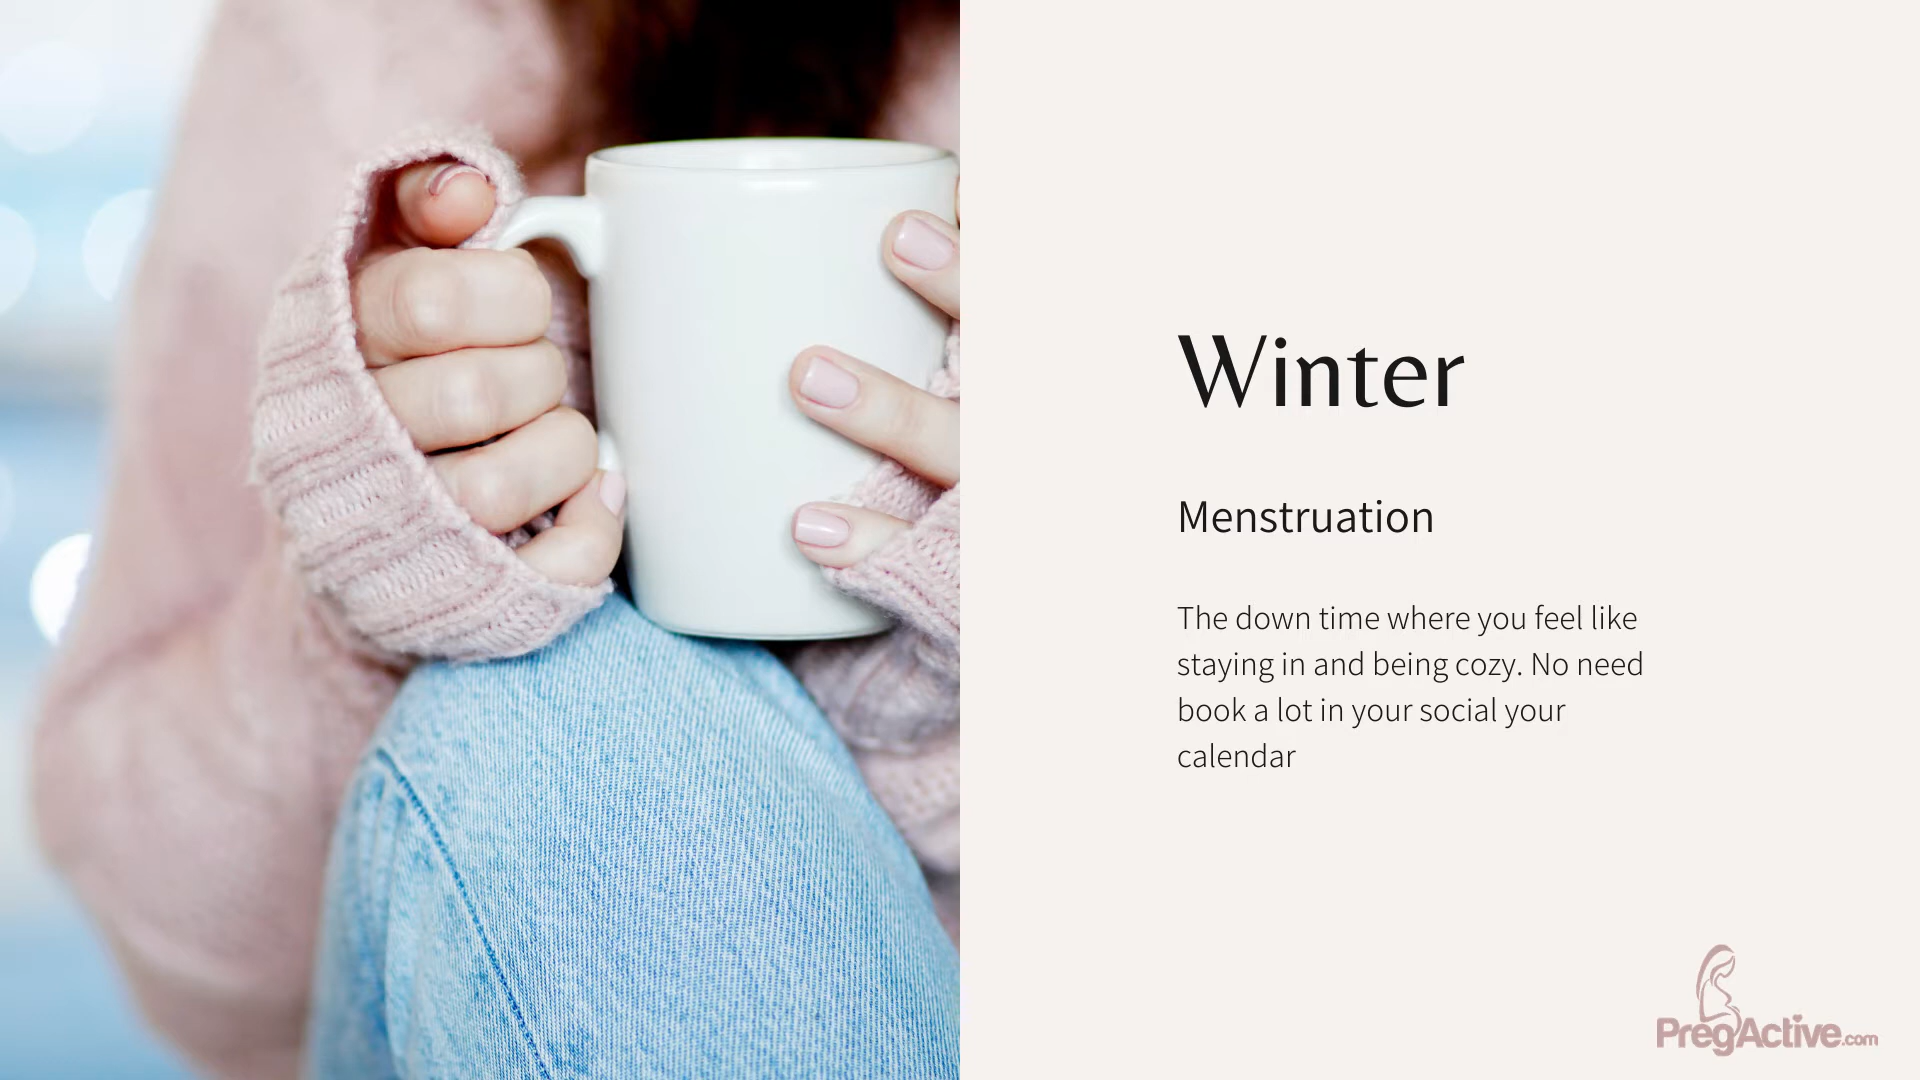 Winter
Menstruation
The down time where you feel like
staying in and being cozy. No need
book a lot in your social your
calendar
PregActive.com